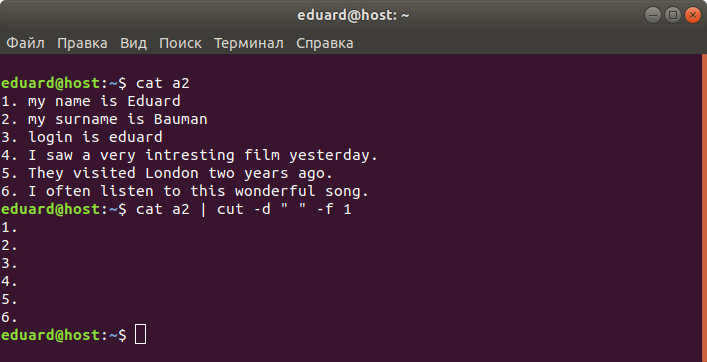 eduard@host: ~
Файл Правка Вид Поиск Терминал Справка
eduard@host:~$ cat a2
1. my name is Eduard
2. my surname is Bauman
3. login is eduard
4. I saw a very intresting film yesterday.
5. They visited London two years ago.
6. I often listen to this wonderful song.
eduard@host:~$ cat a2 | cut -d " " -f 1
1.
2.
3.
4.
5.
6.
eduard@host:~$